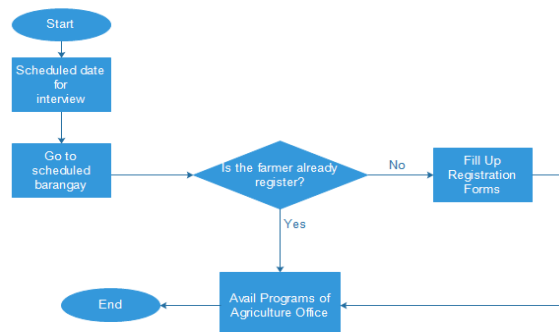 Start
Scheduled date
for
interview
Go to
scheduled
barangay
Is the farmer already
register?
No
Fill Up
Registration
Forms
Yes
Avail Programs of
Agriculture Office
End